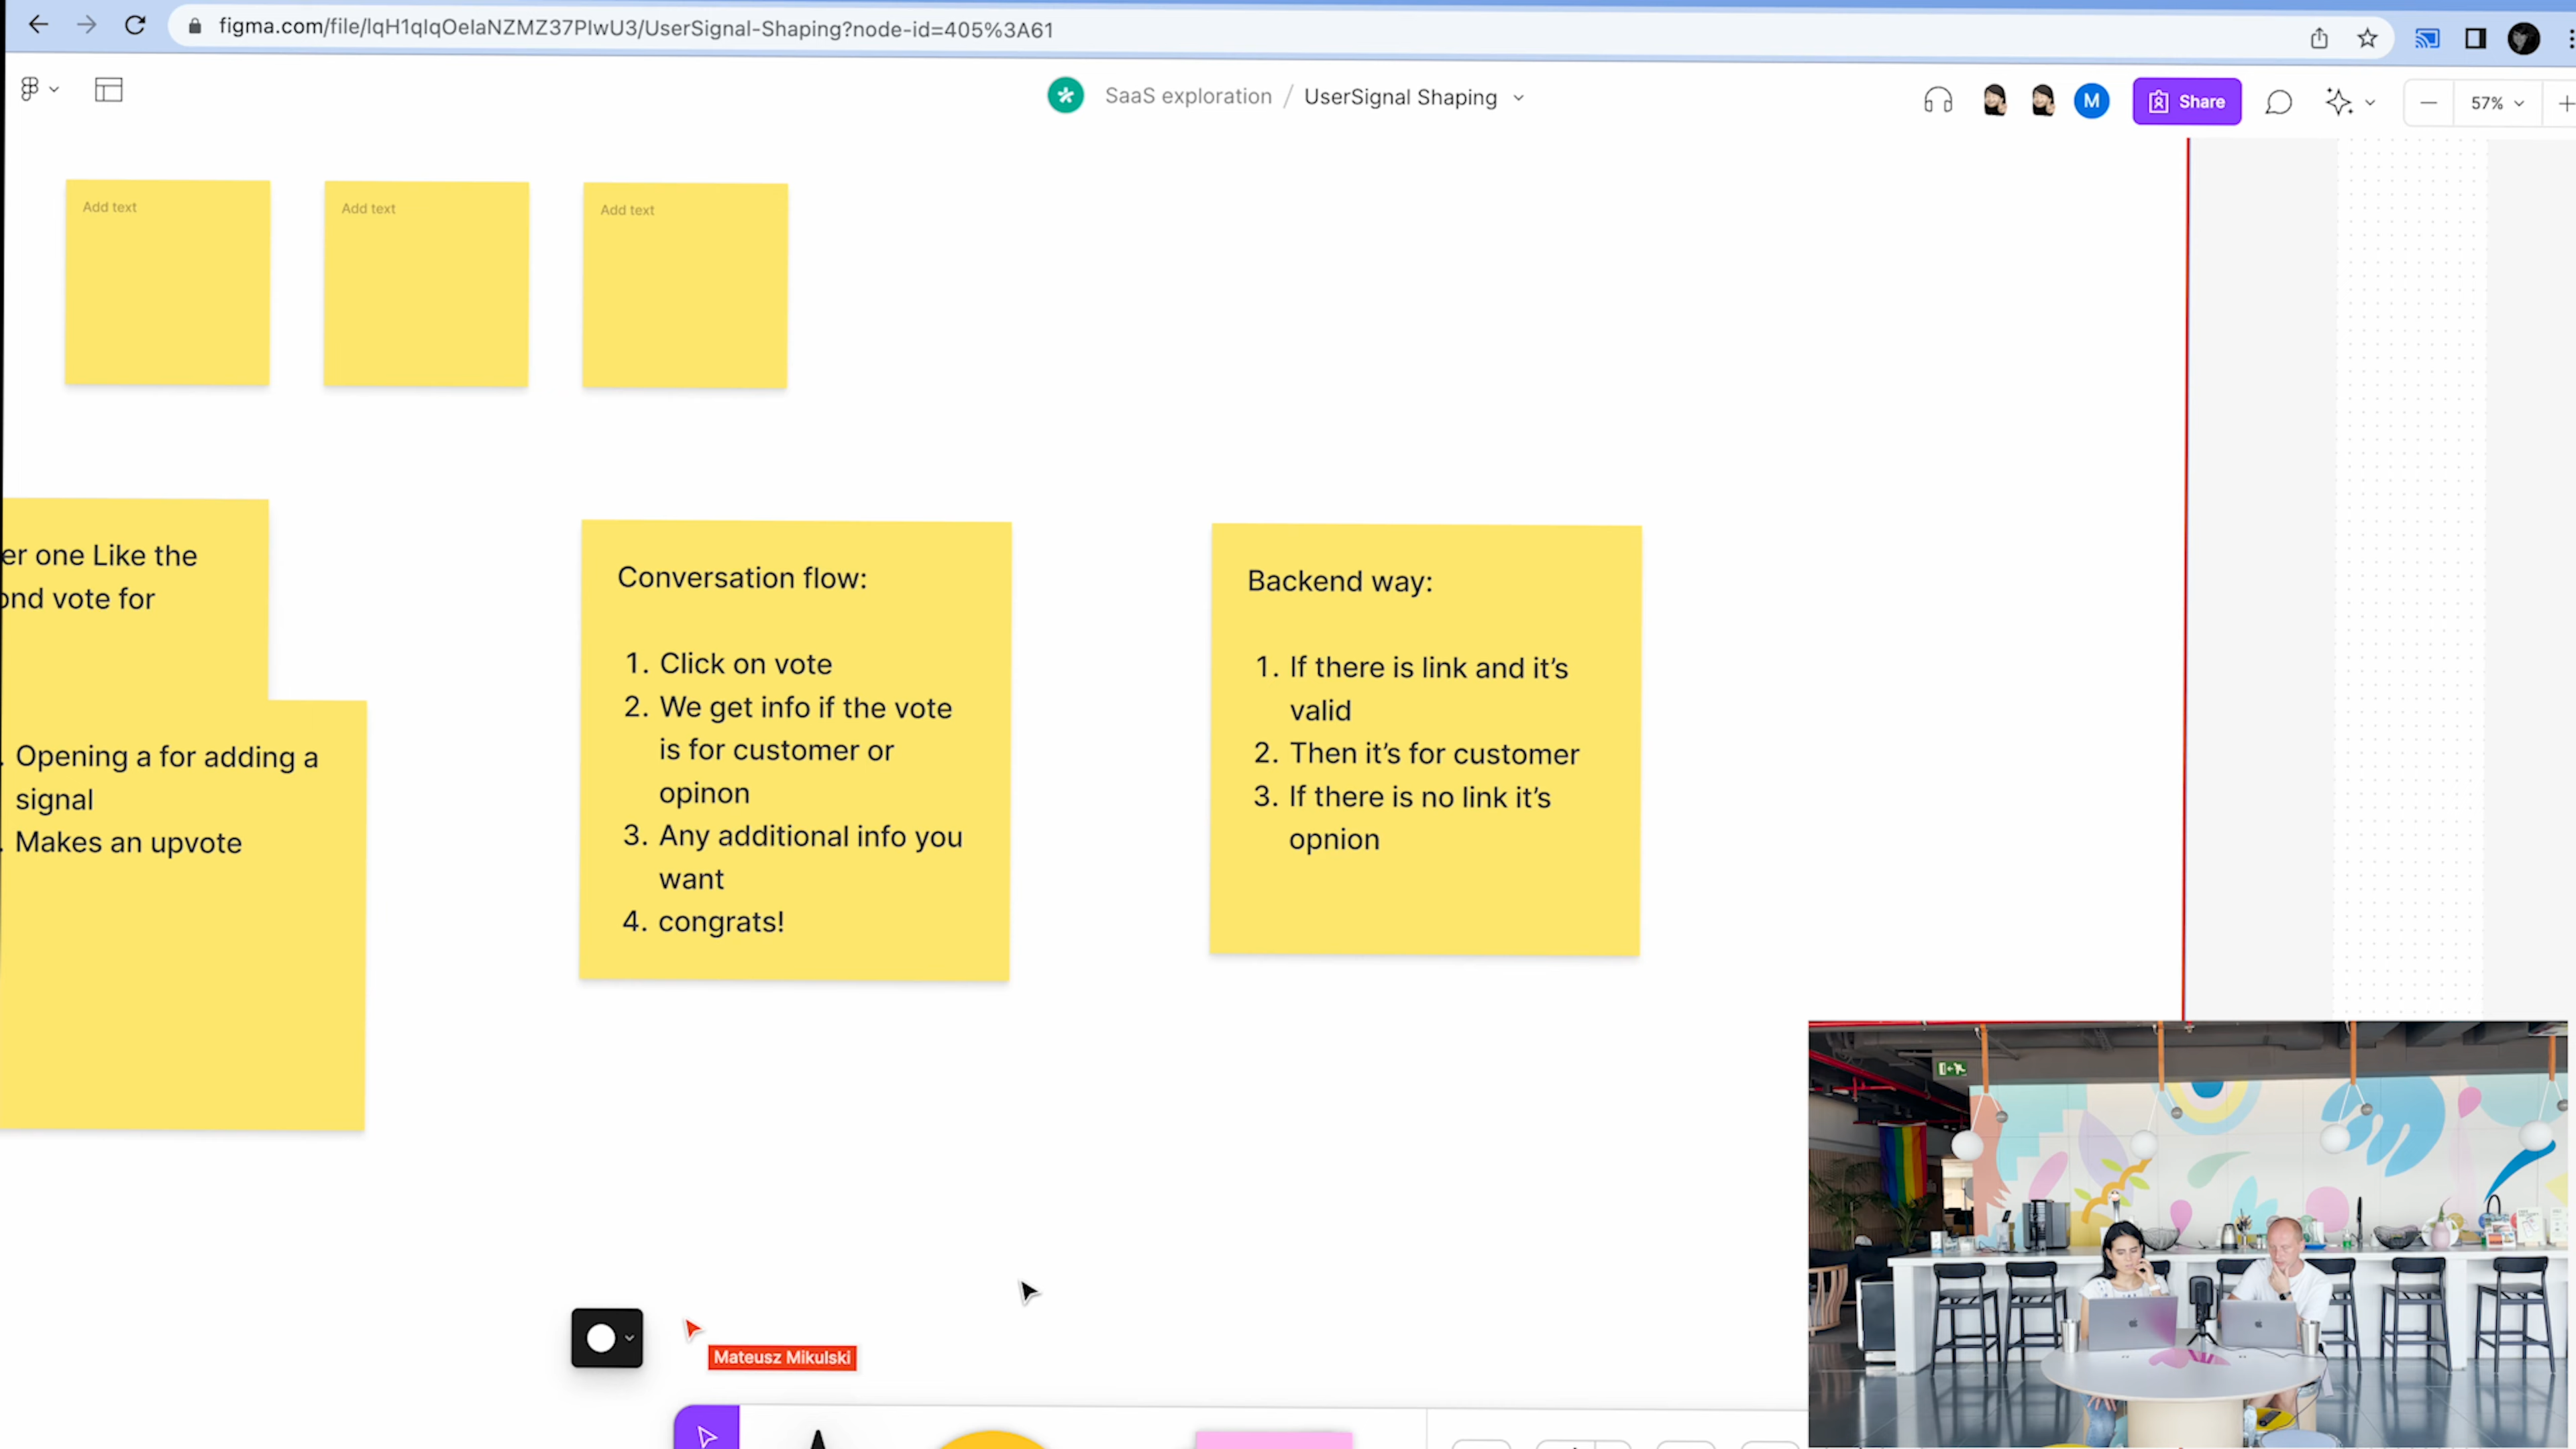 figma.com/file/lqH1qIqOeIaNZMZ37PIwU3/UserSignal-Shaping?node-id=405%3A61
SaaS exploration / UserSignal Shaping
M
Share
57%
Add text
Add text
Add text
er one Like the
ond vote for
Opening a for adding a
signal
Makes an upvote
Conversation flow:
1. Click on vote
2. We get info if the vote
is for customer or
opinon
3. Any additional info you
want
4. congrats!
Backend way:
1. If there is link and it's
valid
2. Then it's for customer
3. If there is no link it's
opnion
Mateusz Mikulski